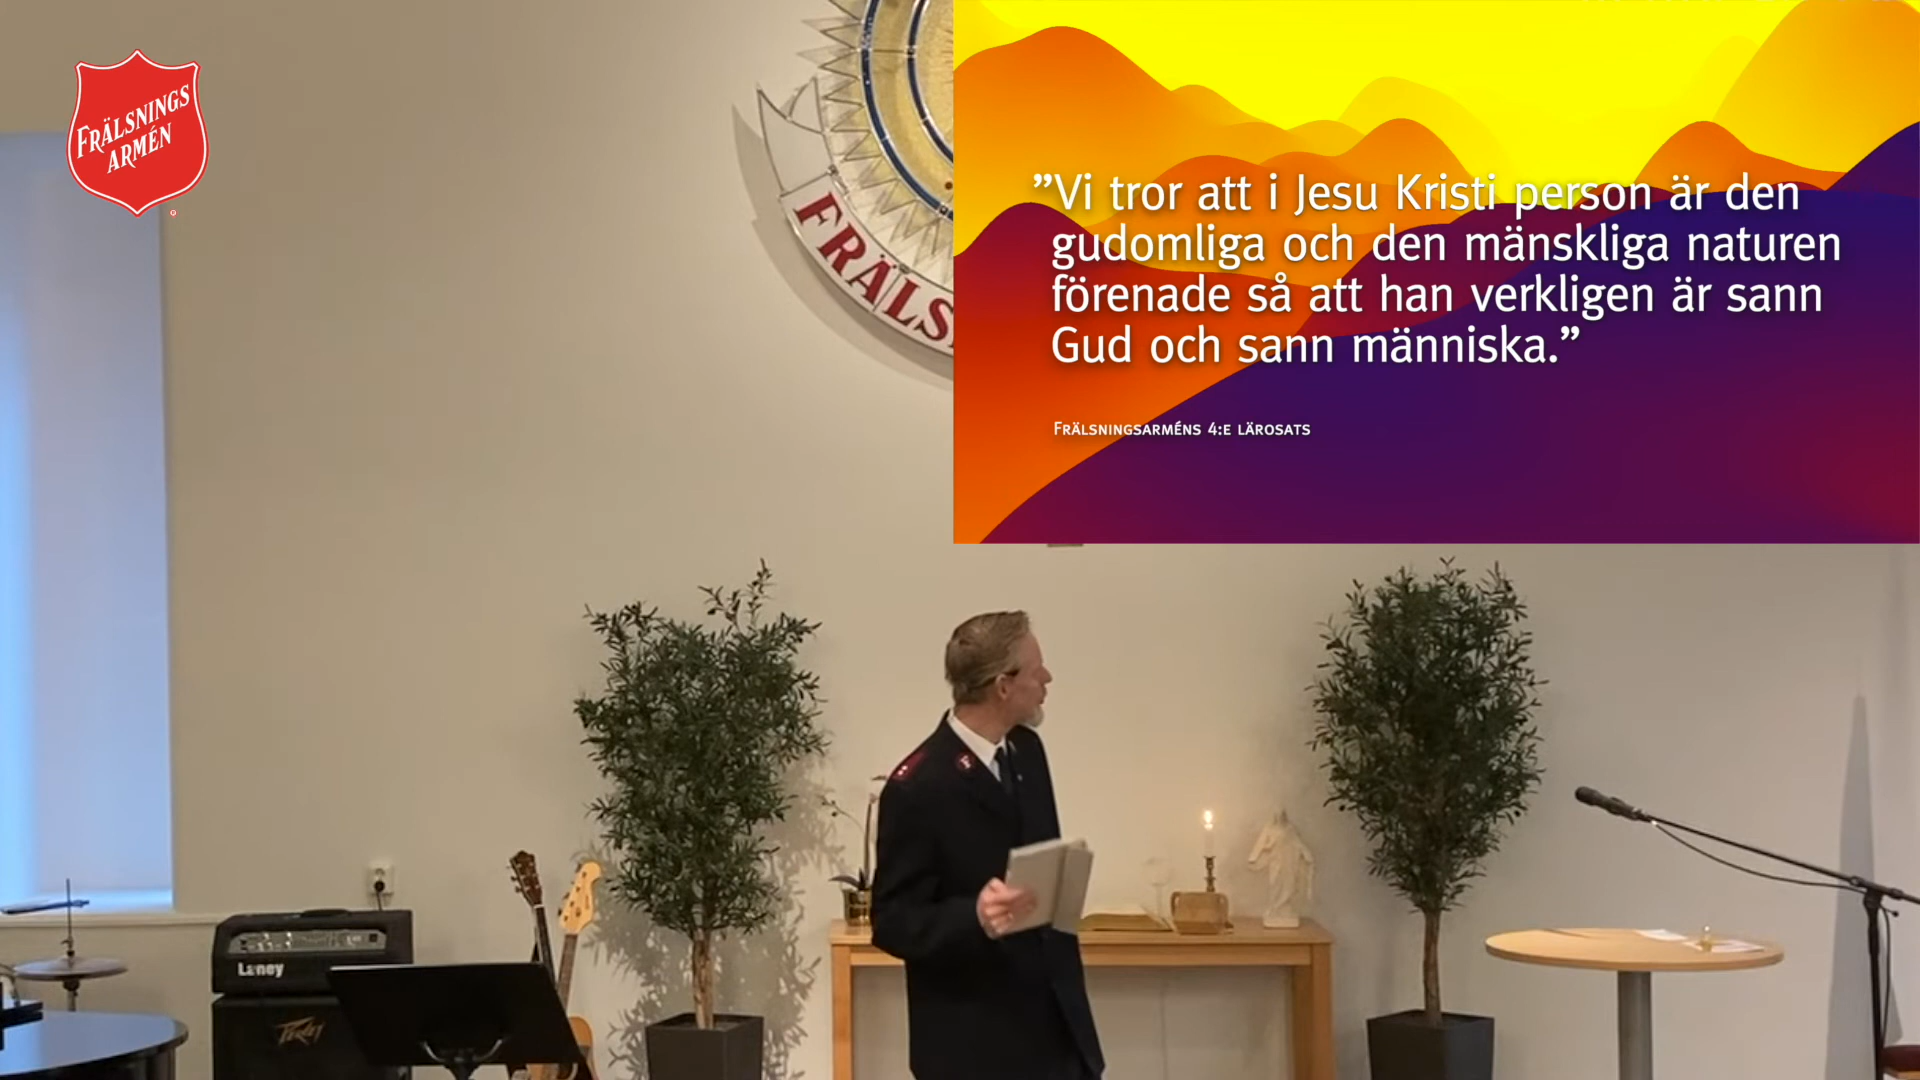 FRÄLSNINGS
ARMÉN
®
FRÄLS
”Vi tror att i Jesu Kristi person är den
gudomliga och den mänskliga naturen
förenade så att han verkligen är sann
Gud och sann människa.”
Frälsningsarméns 4:e lärosats
Laney
PEAVEY